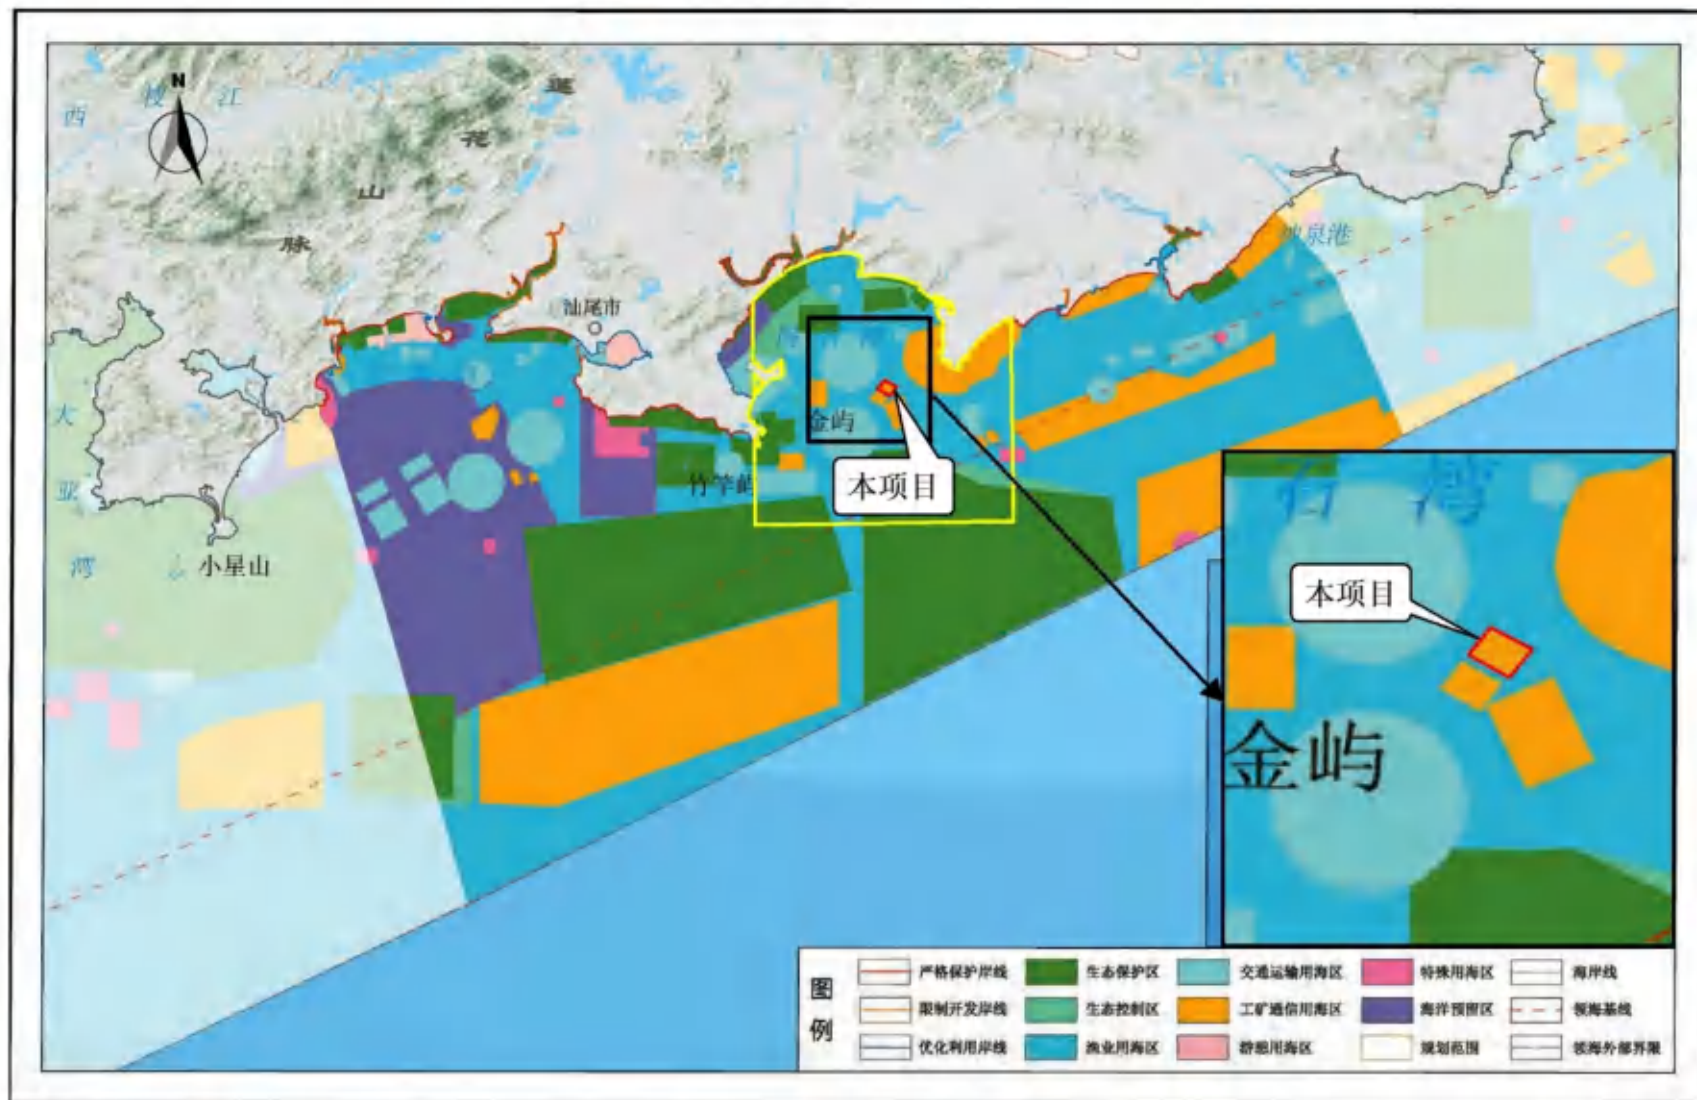 N
西
枝
江
莲
花
山
脉
神泉港
汕尾市
大
亚
湾
小星山
金屿
竹竿屿
本项目
石
湾
本项目
金屿
图例
严格保护岸线
生态保护区
交通运输用海区
特殊用海区
海岸线
限制开发岸线
生态控制区
工矿通信用海区
海洋预留区
领海基线
优化利用岸线
渔业用海区
游憩用海区
规划范围
领海外部界限